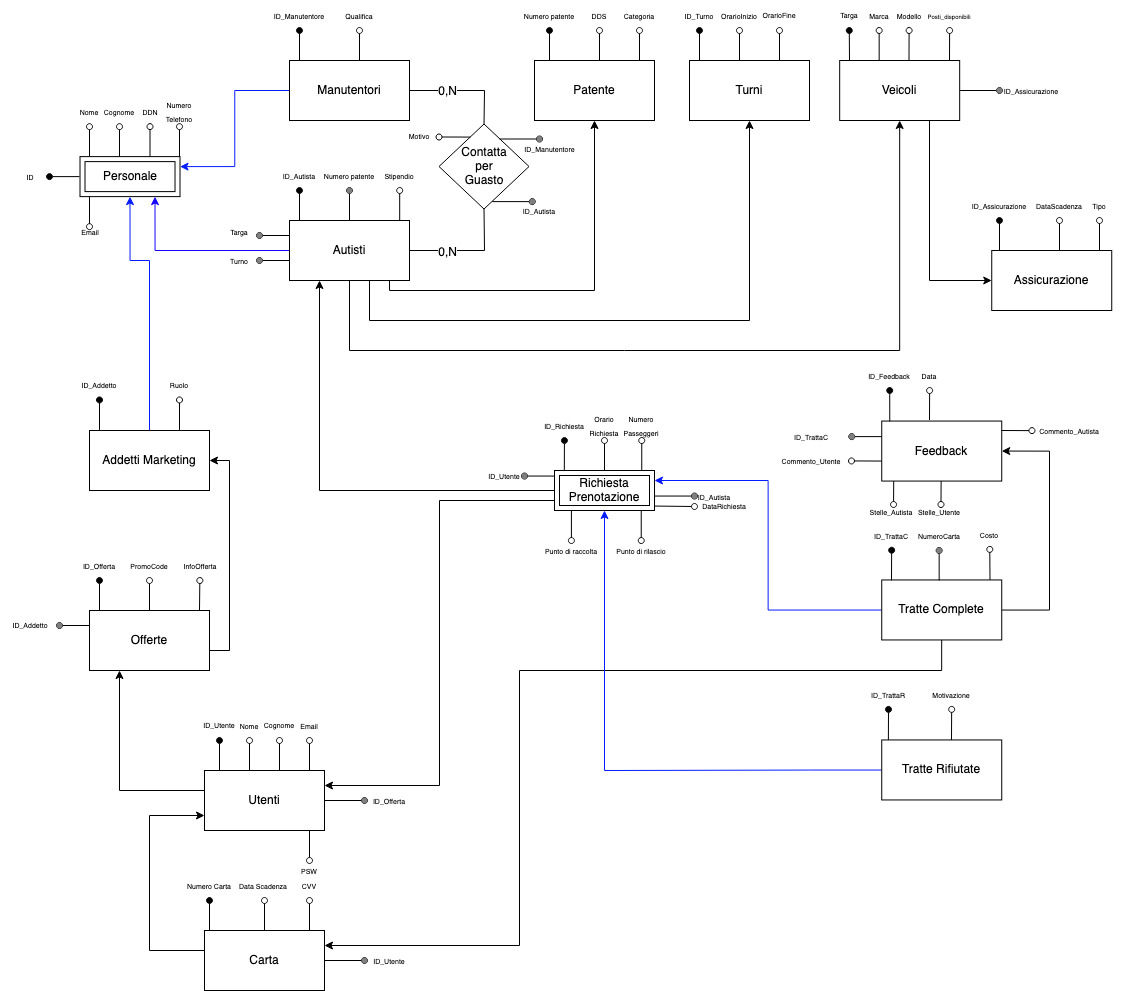 ID_Manutentore
Qualifica
Numero patente
DDS
Categoria
ID_Turno
OrarioInizio
OrarioFine
Targa
Marca
Modello
Posti_disponibili
Manutentori
0,N
Patente
Turni
Veicoli
ID_Assicurazione
Nome
Cognome
DDN
Numero
Telefono
Motivo
ID_Manutentore
Contatta
per
Guasto
ID
Personale
Email
ID_Autista
Numero patente
Stipendio
ID_Autista
Targa
Turno
Autisti
0,N
ID_Assicurazione
DataScadenza
Tipo
Assicurazione
ID_Addetto
Ruolo
Addetti Marketing
ID_Feedback
Data
ID_TrattaC
Commento_Autista
Commento_Utente
Feedback
Stelle_Autista
Stelle_Utente
ID_Richiesta
Orario
Richiesta
Numero
Passeggeri
ID_Utente
Richiesta
Prenotazione
ID_Autista
DataRichiesta
Punto di raccolta
Punto di rilascio
ID_TrattaC
NumeroCarta
Costo
Tratte Complete
ID_Offerta
PromoCode
InfoOfferta
ID_Addetto
Offerte
ID_TrattaR
Motivazione
Tratte Rifiutate
ID_Utente
Nome
Cognome
Email
Utenti
ID_Offerta
PSW
Numero Carta
Data Scadenza
CVV
Carta
ID_Utente